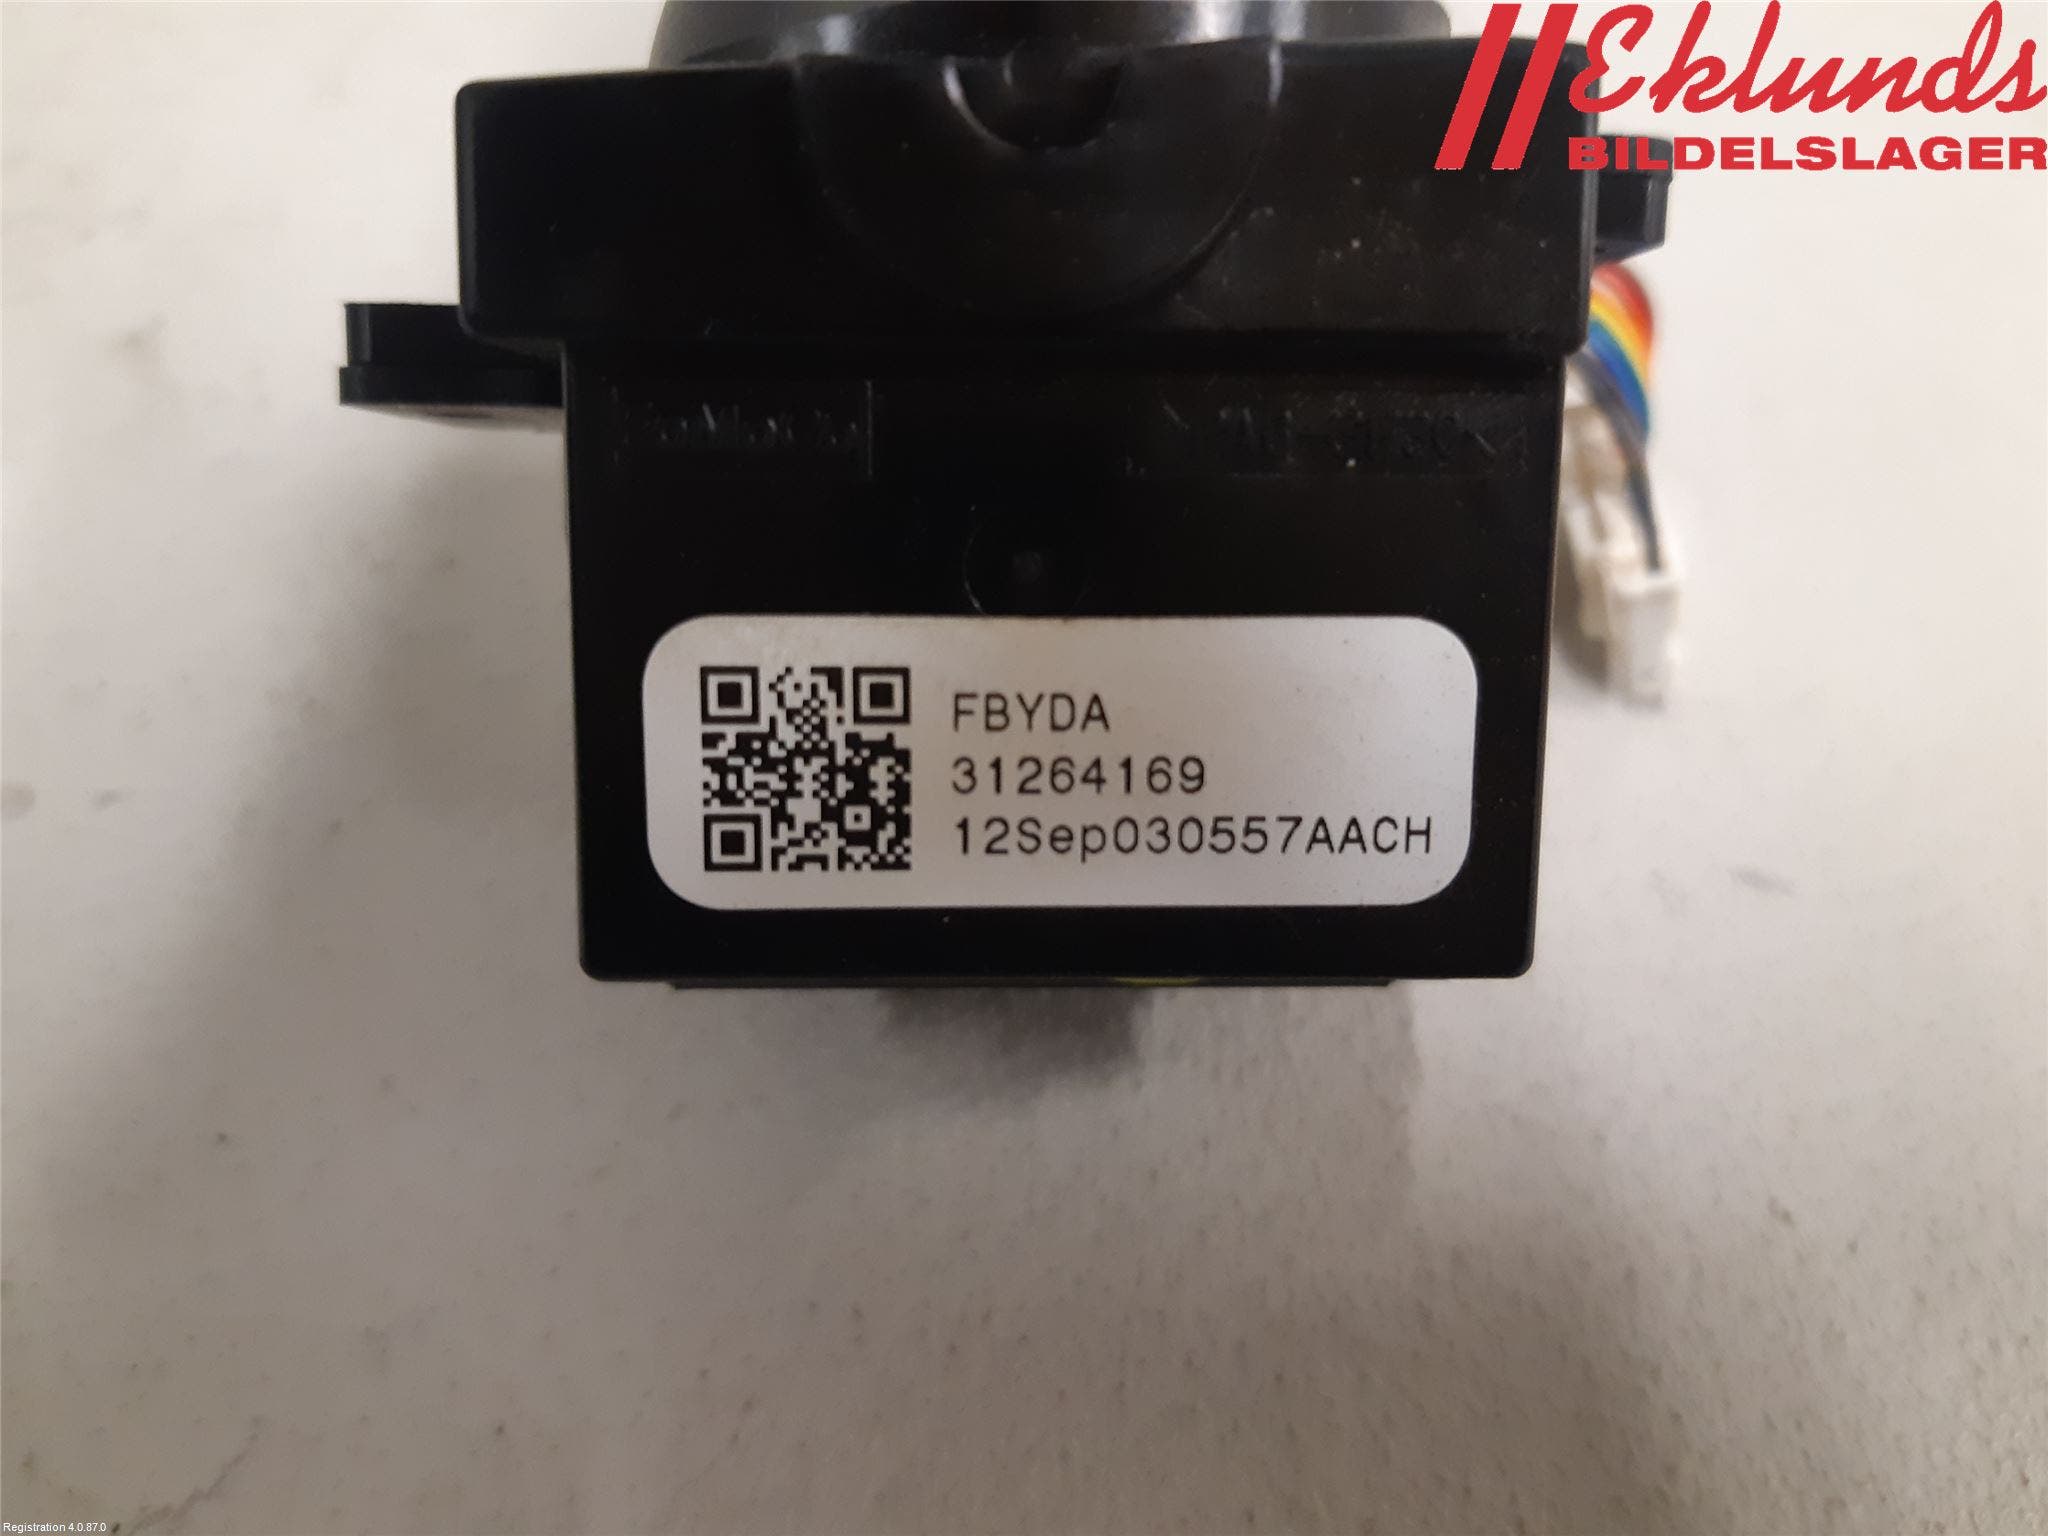 Eklunds
BILDELSLAGER
FBYDA
31264169
12Sep030557AACH
Registration 4.0.87.0